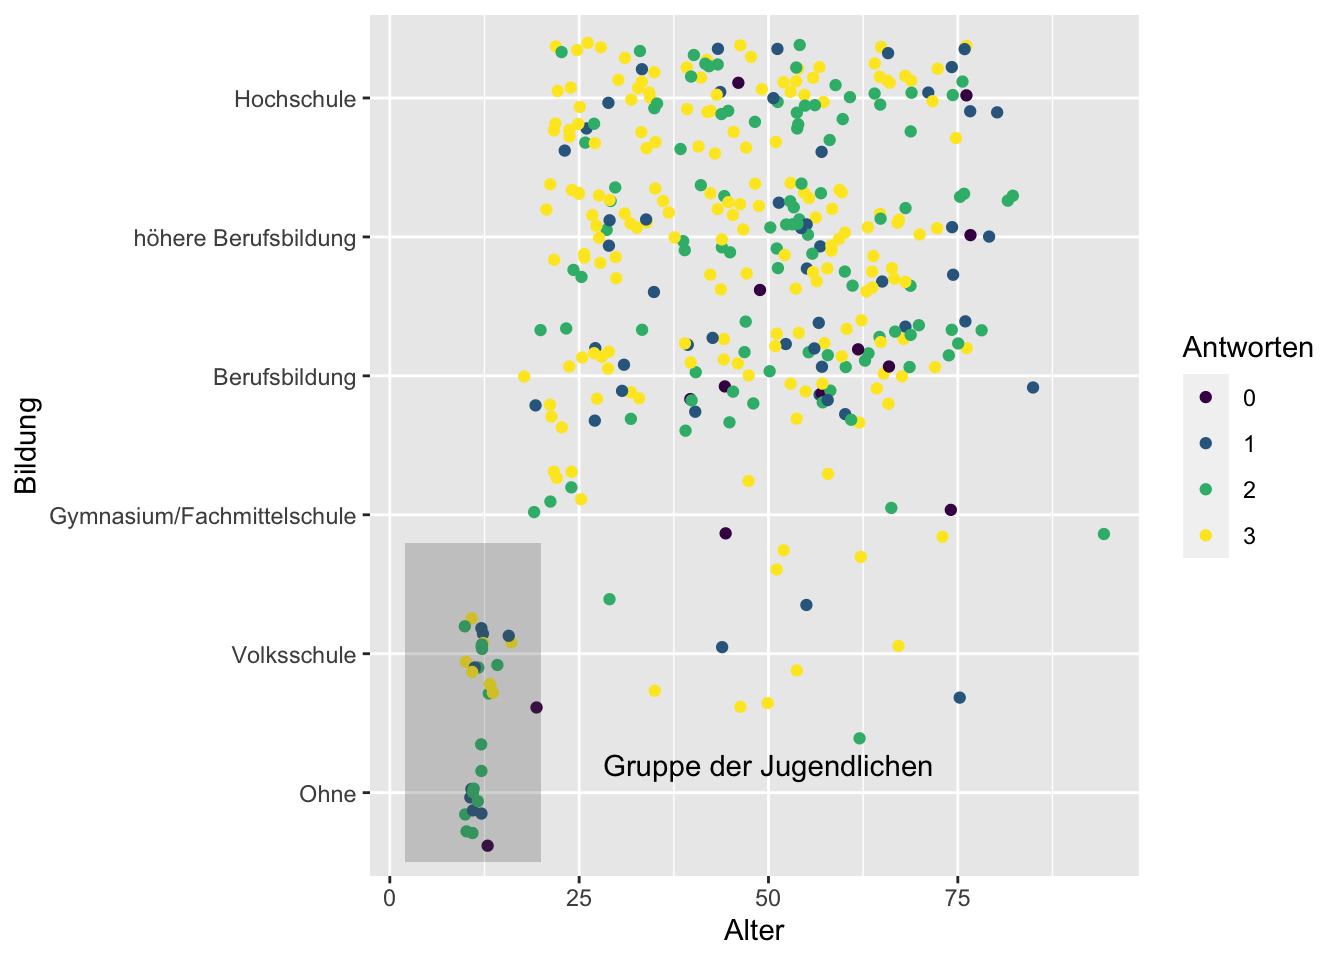 Hochschule
höhere Berufsbildung
Berufsbildung
Gymnasium/Fachmittelschule
Volksschule
Ohne
Bildung
Gruppe der Jugendlichen
0
25
50
75
Alter
Antworten
0
1
2
3